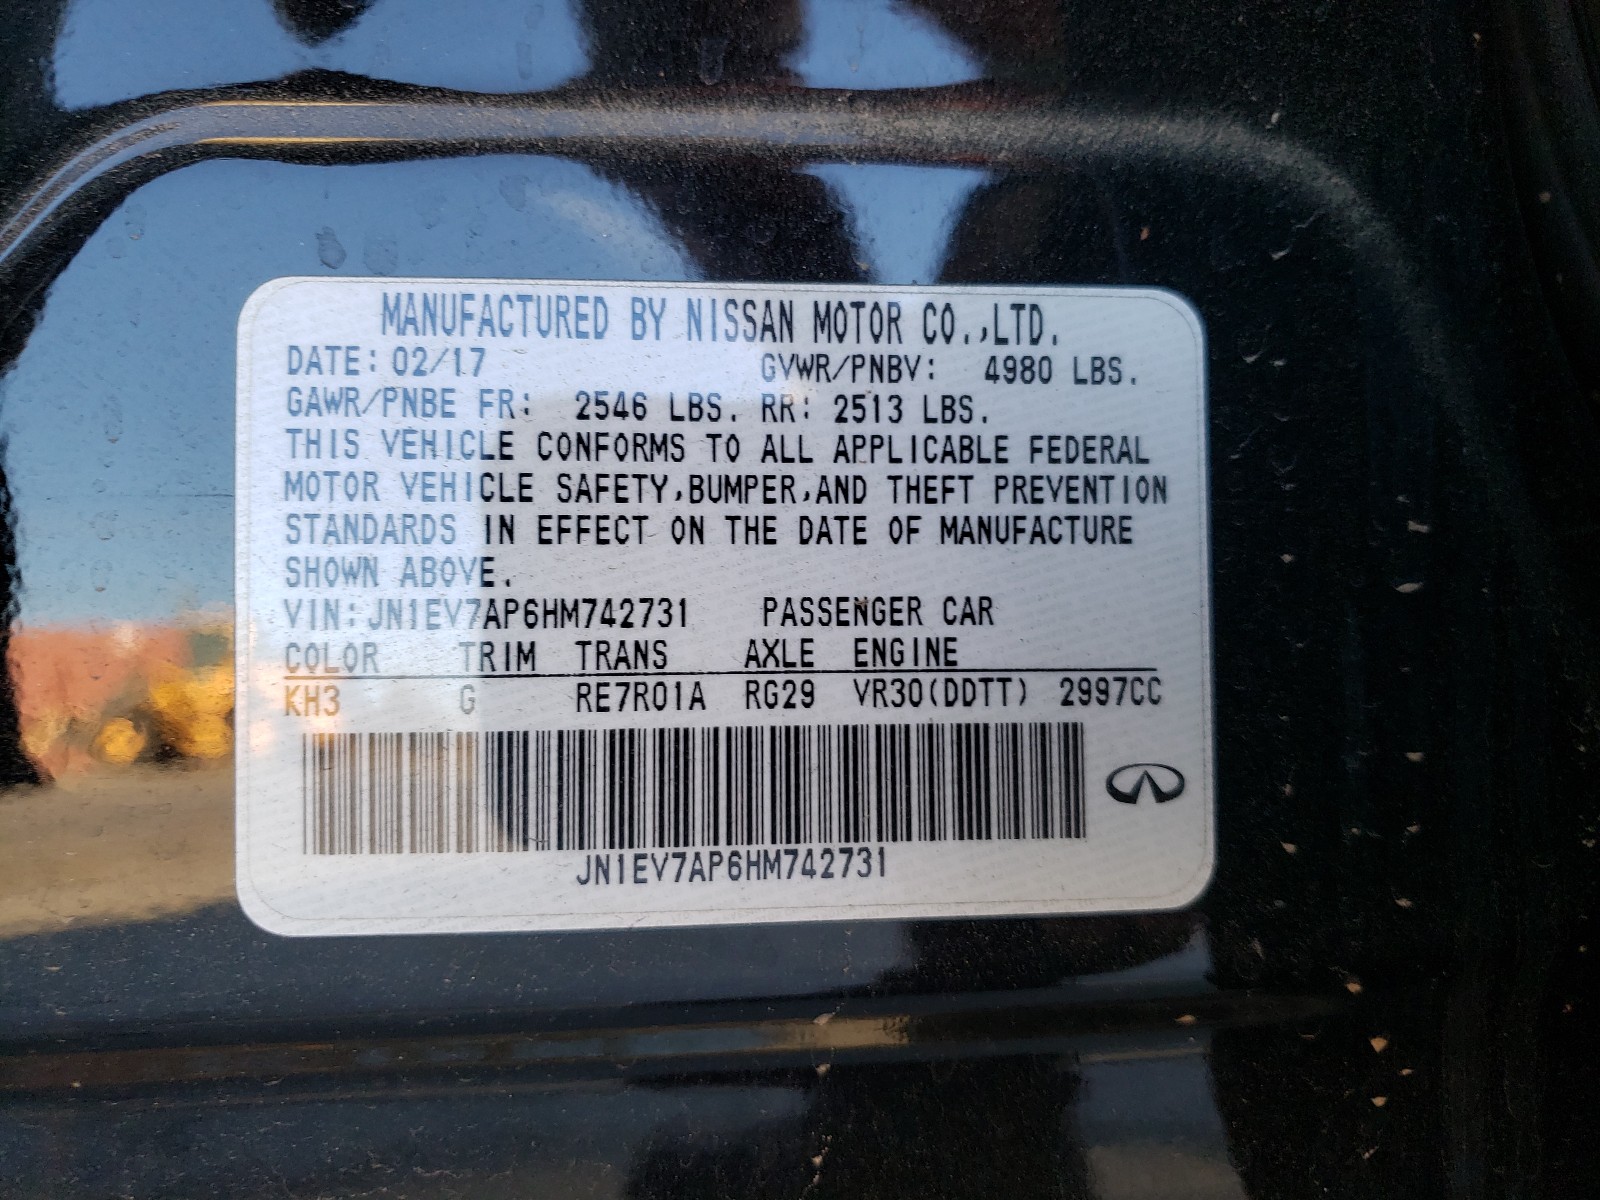 MANUFACTURED BY NISSAN MOTOR CO.,LTD.
DATE: 02/17 GVWR/PNBV: 4980 LBS.
GAWR/PNBE FR: 2546 LBS. RR: 2513 LBS.
THIS VEHICLE CONFORMS TO ALL APPLICABLE FEDERAL
MOTOR VEHICLE SAFETY,BUMPER,AND THEFT PREVENTION
STANDARDS IN EFFECT ON THE DATE OF MANUFACTURE
SHOWN ABOVE.
VIN:JN1EV7AP6HM742731 PASSENGER CAR
COLOR TRIM TRANS AXLE ENGINE
KH3 G RE7R01A RG29 VR30(DDTT) 2997CC
JN1EV7AP6HM742731